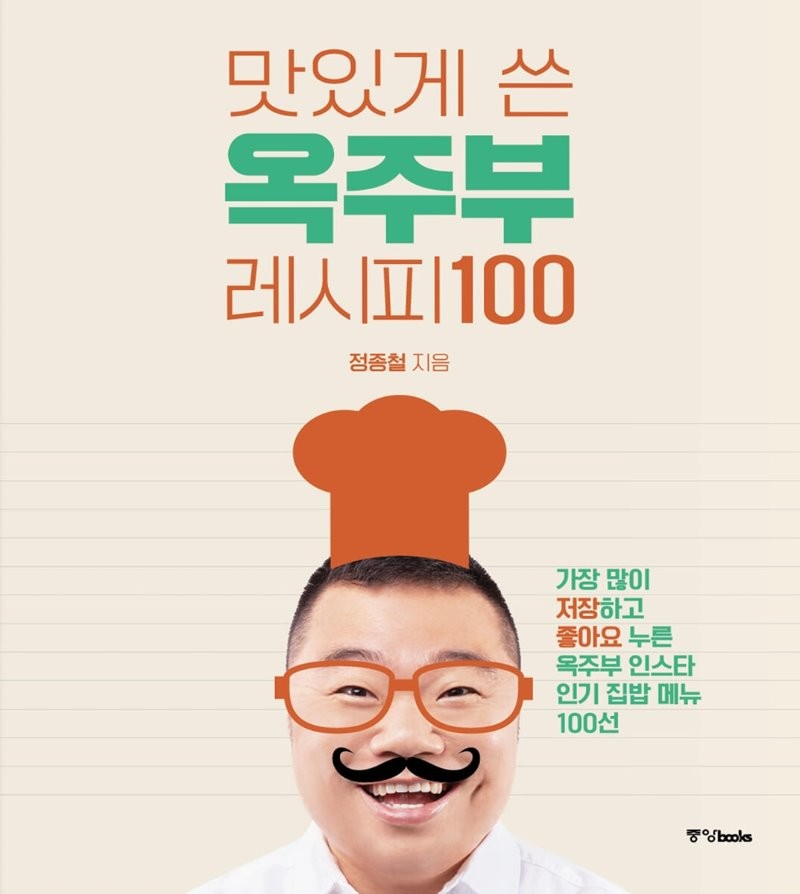 맛있게 쓴
옥주부
레시피100
정종철 지음
가장 많이
저장하고
좋아요 누른
옥주부 인스타
인기 집밥 메뉴
100선
중앙books